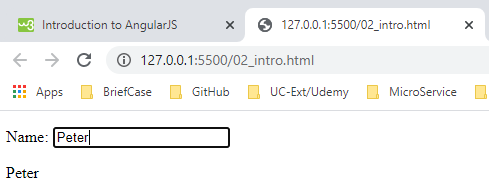 Introduction to AngularJS
127.0.0.1:5500/02_intro.html
127.0.0.1:5500/02_intro.html
Apps BriefCase GitHub UC-Ext/Udemy MicroService
Name: Peter
Peter